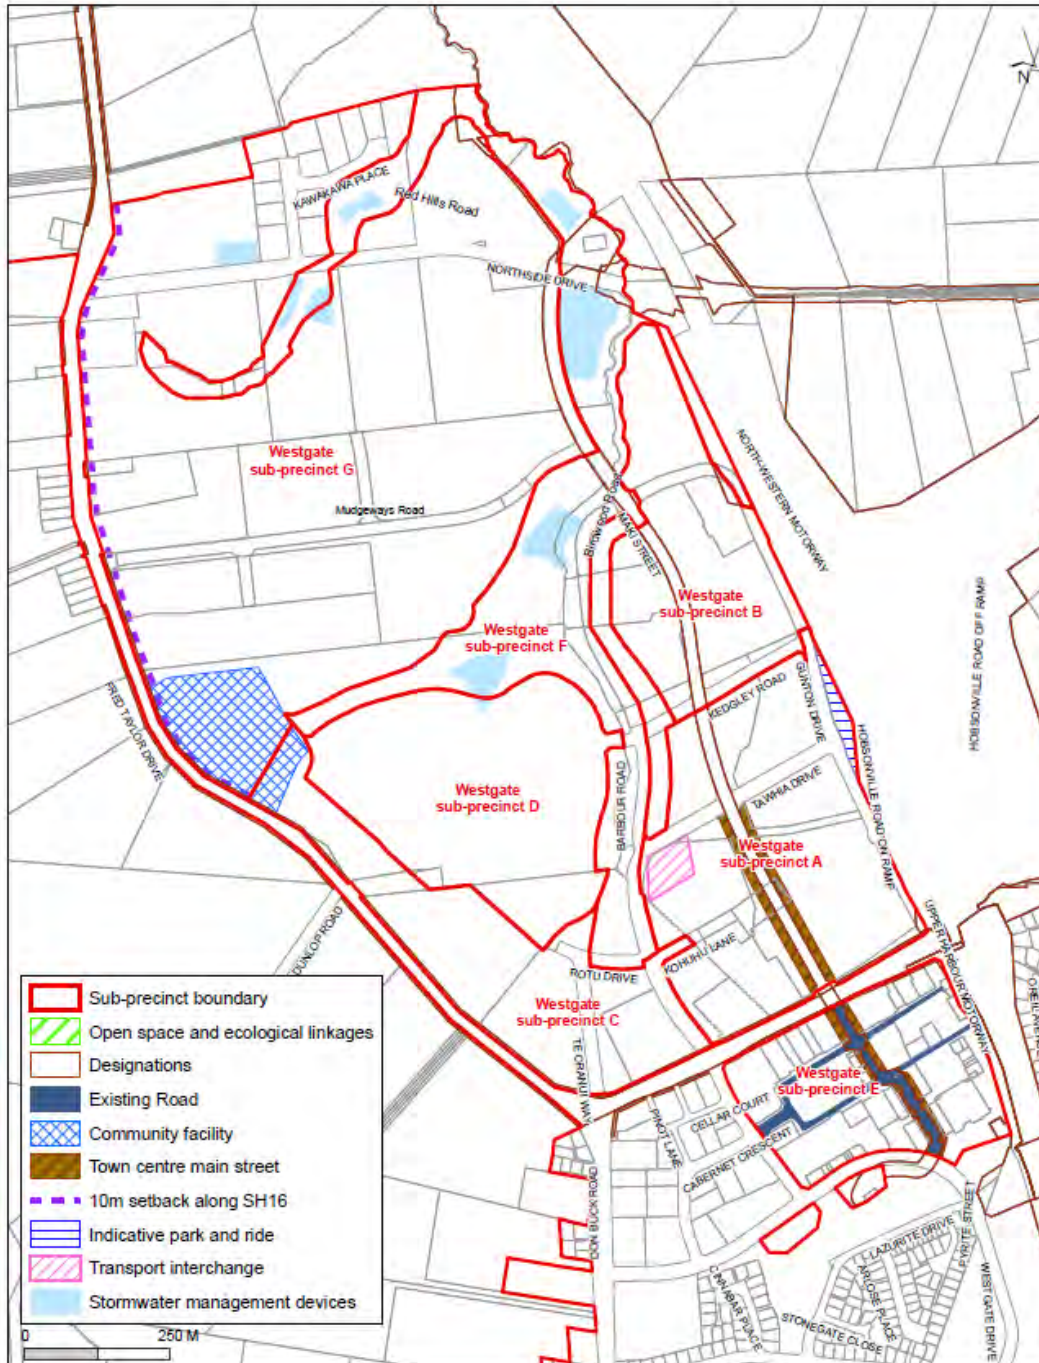 N
KAWAKAWA PLACE
Red Hills Road
NORTHSIDE DRIVE
Westgate
sub-precinct G
NORTH-WESTERN MOTORWAY
Mudgeways Road
Birdwood Road
MAKI STREET
HOBSONVILLE ROAD OFF RAMP
Westgate
sub-precinct B
Westgate
sub-precinct F
FRED TAYLOR DRIVE
KEDGLEY ROAD
GUNTON DRIVE
HOBSONVILLE ROAD ON RAMP
BARBOUR ROAD
TAWHIA DRIVE
Westgate
sub-precinct D
Westgate
sub-precinct A
DUNLOP ROAD
UPPER HARBOUR MOTORWAY
KOHUHU LANE
ROTU DRIVE
Westgate
sub-precinct C
TE ORANUI WAY
Westgate
sub-precinct E
PINOT LANE
CELLAR COURT
CABERNET CRESCENT
DON BUCK ROAD
LAZURITE DRIVE
PYRITE STREET
WESTGATE DRIVE
CINNABAR PLACE
ARLOSE PLACE
STONEGATE CLOSE
Sub-precinct boundary
Open space and ecological linkages
Designations
Existing Road
Community facility
Town centre main street
10m setback along SH16
Indicative park and ride
Transport interchange
Stormwater management devices
0
250 M